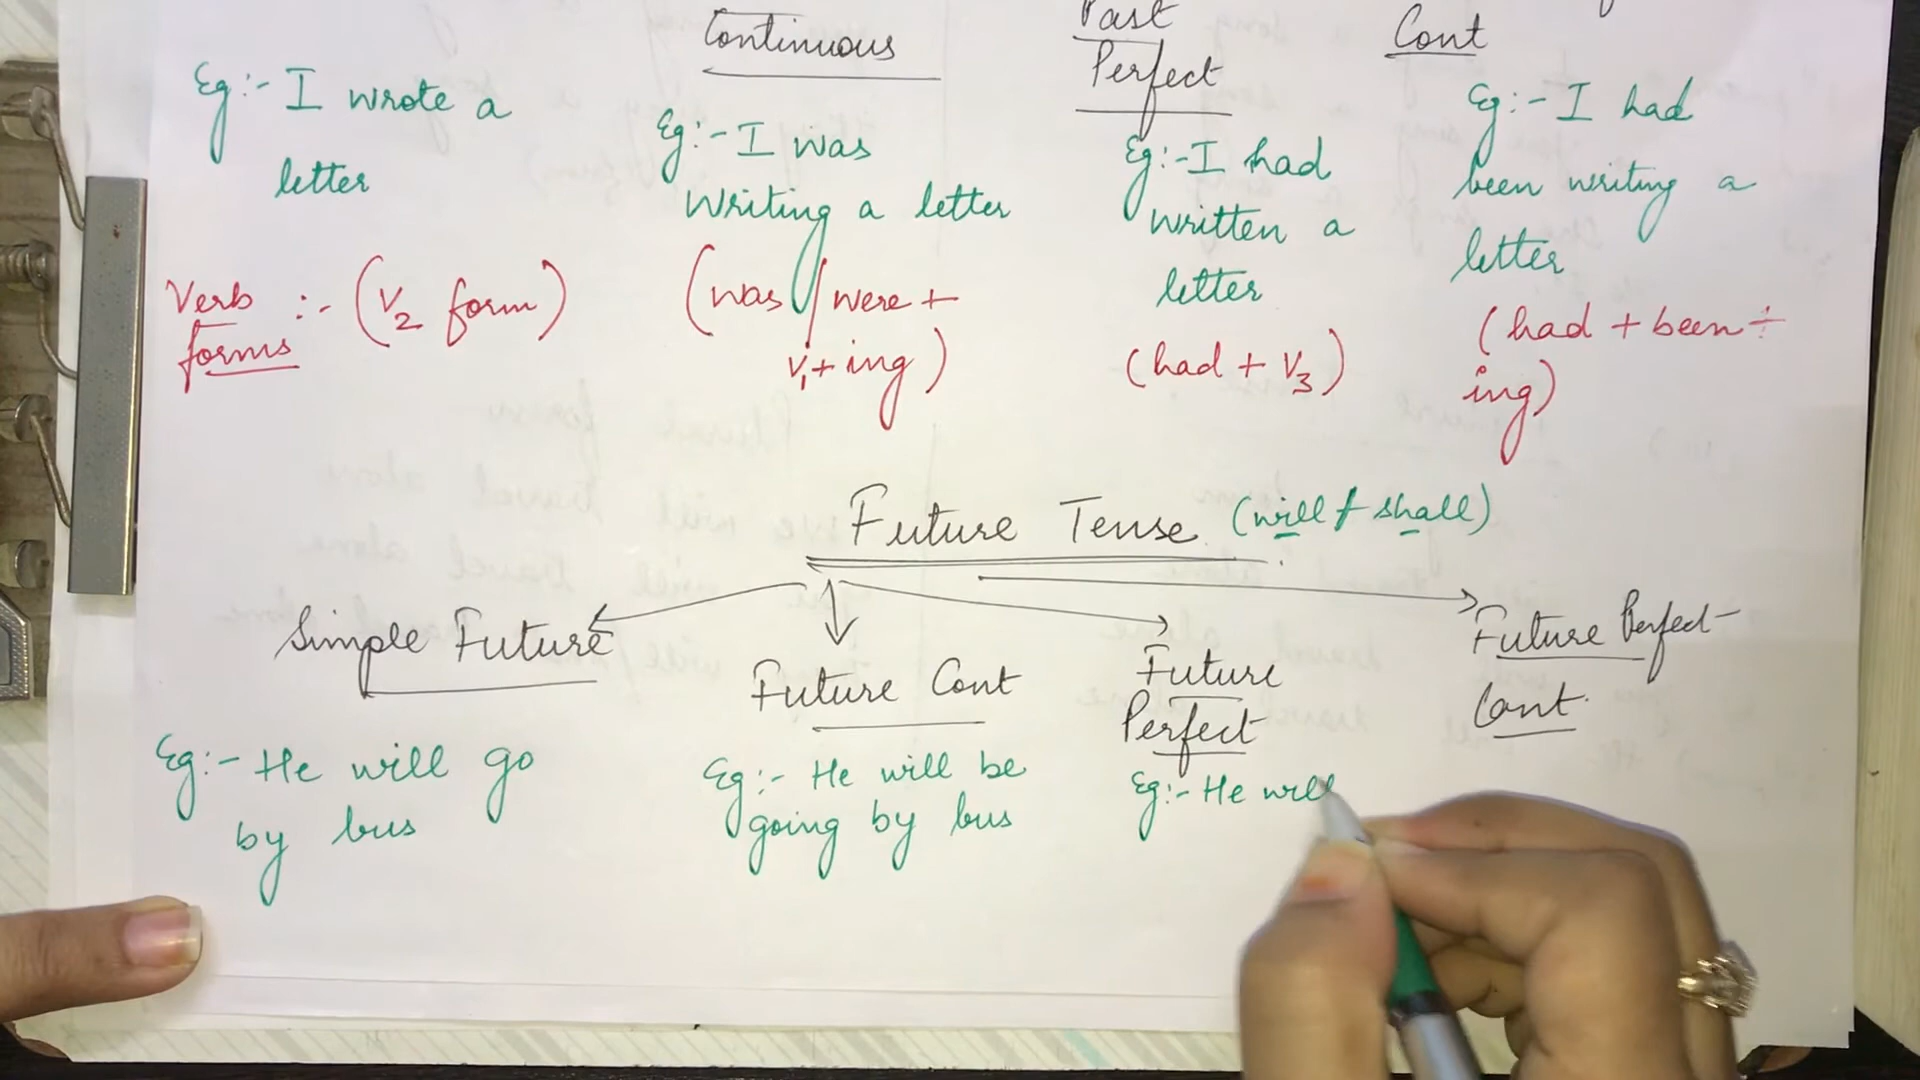 Continuous
Past
Perfect
Cont
Eg:- I wrote a
letter
Eg:- I was
writing a letter
Eg:- I had
written a
letter
Eg:- I had
been writing a
letter
Verb
forms :- (V2 form)
(was / were +
V1 + ing)
(had + V3)
(had + been +
ing)
Future Tense (will / shall)
Simple Future
Future Cont
Future
Perfect
Future Perfect-
Cont.
Eg:- He will go
by bus
Eg:- He will be
going by bus
Eg:- He will